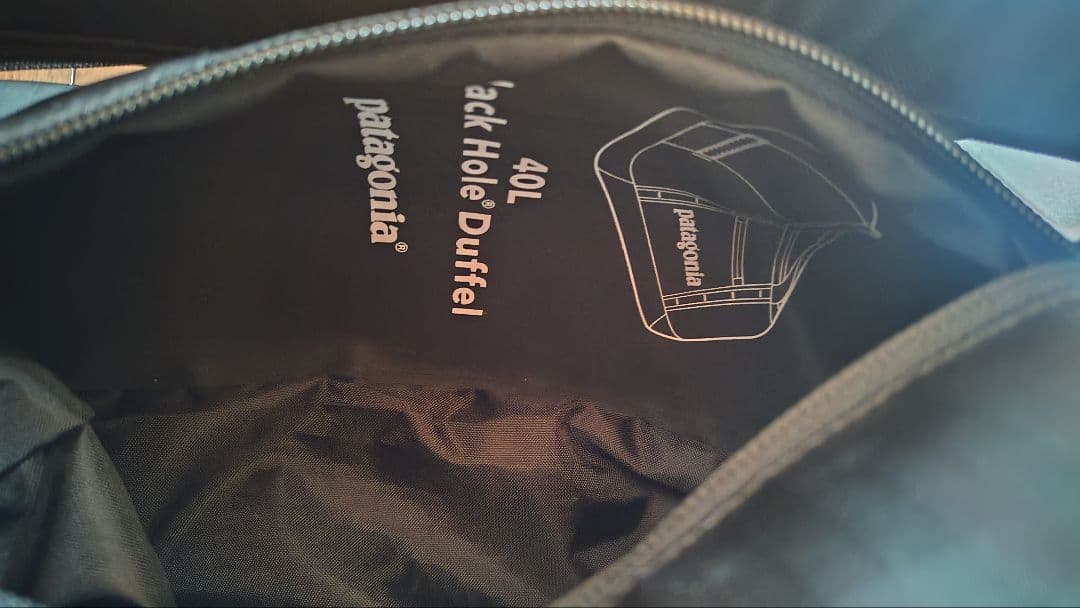 patagonia
40L
ack Hole® Duffel
patagonia®